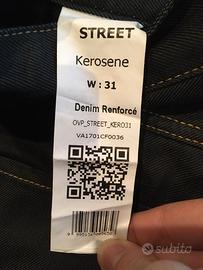 STREET
Kerosene
W : 31
Denim Renforcé
OVP_STREET_KERO31
VA1701CF0036
subito